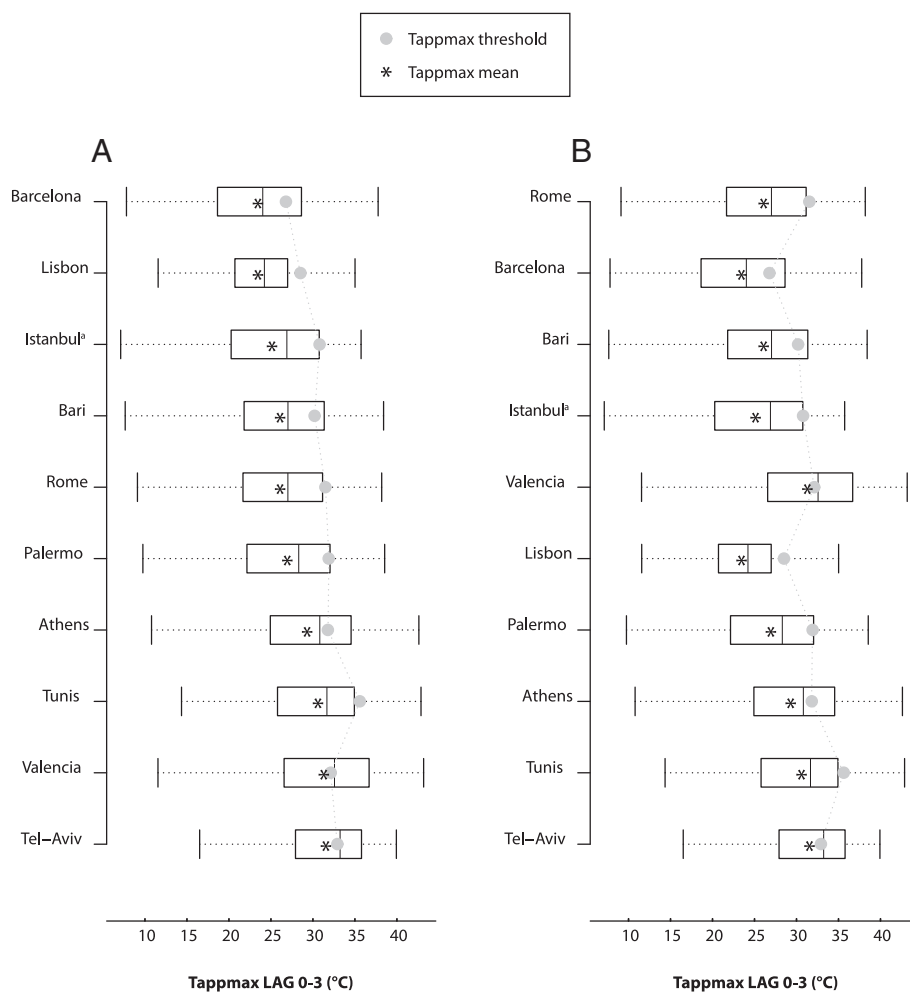 Tappmax threshold
* Tappmax mean
A
Barcelona
Lisbon
Istanbulª
Bari
Rome
Palermo
Athens
Tunis
Valencia
Tel–Aviv
10 15 20 25 30 35 40
Tappmax LAG 0-3 (°C)
B
Rome
Barcelona
Bari
Istanbulª
Valencia
Lisbon
Palermo
Athens
Tunis
Tel–Aviv
10 15 20 25 30 35 40
Tappmax LAG 0-3 (°C)